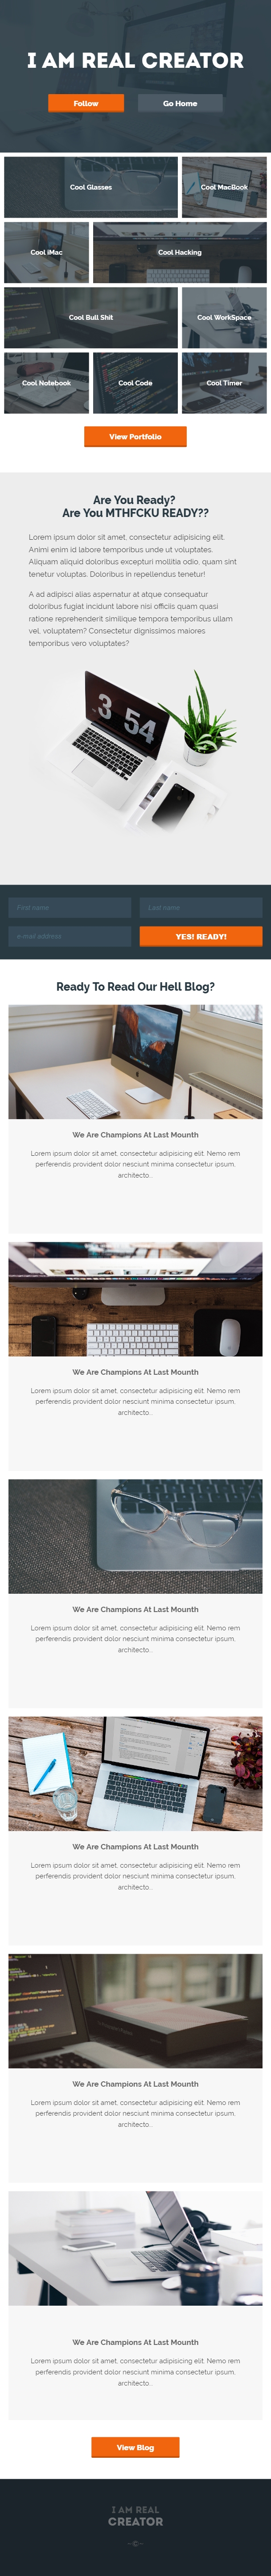 I AM REAL CREATOR
Follow
Go Home
Cool Glasses
Cool MacBook
Cool iMac
Cool Hacking
Cool Bull Shit
Cool WorkSpace
Cool Notebook
Cool Code
Cool Timer
View Portfolio
Are You Ready?
Are You MTHFCKU READY??
Lorem ipsum dolor sit amet, consectetur adipisicing elit.
Animi enim id labore temporibus unde ut voluptates.
Aliquam aliquid doloribus excepturi mollitia odio, quam sint
tenetur voluptas. Doloribus in repellendus tenetur!
A ad adipisci alias aspernatur at atque consequatur
doloribus fugiat incidunt labore nisi officiis quam quasi
ratione reprehenderit similique tempora temporibus ullam
vel, voluptatem? Consectetur dignissimos maiores
temporibus vero voluptates?
3 54
First name
Last name
e-mail address
YES! READY!
Ready To Read Our Hell Blog?
We Are Champions At Last Mounth
Lorem ipsum dolor sit amet, consectetur adipisicing elit. Nemo rem
perferendis provident dolor nesciunt minima consectetur ipsum,
architecto...
We Are Champions At Last Mounth
Lorem ipsum dolor sit amet, consectetur adipisicing elit. Nemo rem
perferendis provident dolor nesciunt minima consectetur ipsum,
architecto...
We Are Champions At Last Mounth
Lorem ipsum dolor sit amet, consectetur adipisicing elit. Nemo rem
perferendis provident dolor nesciunt minima consectetur ipsum,
architecto...
We Are Champions At Last Mounth
Lorem ipsum dolor sit amet, consectetur adipisicing elit. Nemo rem
perferendis provident dolor nesciunt minima consectetur ipsum,
architecto...
We Are Champions At Last Mounth
Lorem ipsum dolor sit amet, consectetur adipisicing elit. Nemo rem
perferendis provident dolor nesciunt minima consectetur ipsum,
architecto...
We Are Champions At Last Mounth
Lorem ipsum dolor sit amet, consectetur adipisicing elit. Nemo rem
perferendis provident dolor nesciunt minima consectetur ipsum,
architecto...
View Blog
I AM REAL
CREATOR